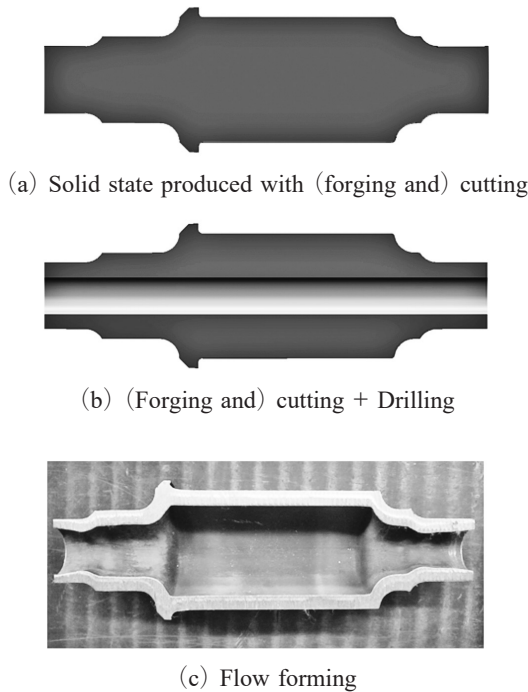 (a) Solid state produced with (forging and) cutting
(b) (Forging and) cutting + Drilling
(c) Flow forming